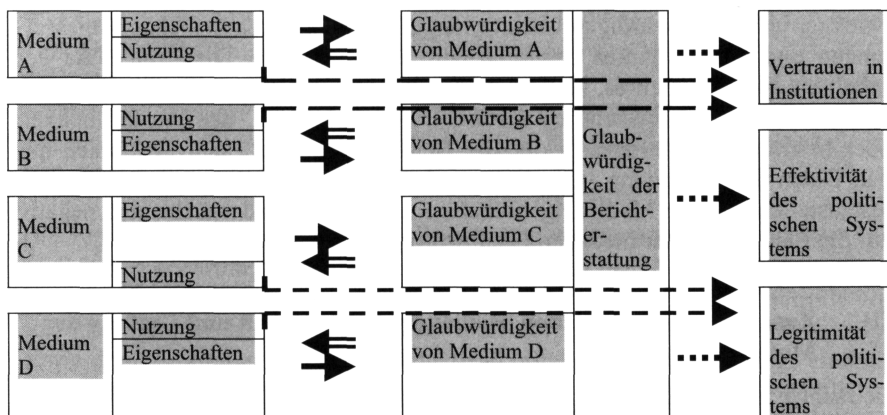 Medium
A
Eigenschaften
Nutzung
Glaubwürdigkeit
von Medium A
Medium
B
Nutzung
Eigenschaften
Glaubwürdigkeit
von Medium B
Medium
C
Eigenschaften
Nutzung
Glaubwürdigkeit
von Medium C
Medium
D
Nutzung
Eigenschaften
Glaubwürdigkeit
von Medium D
Glaub-
würdig-
keit der
Bericht-
er-
stattung
Vertrauen in
Institutionen
Effektivität
des politi-
schen Sys-
tems
Legitimität
des politi-
schen Sys-
tems